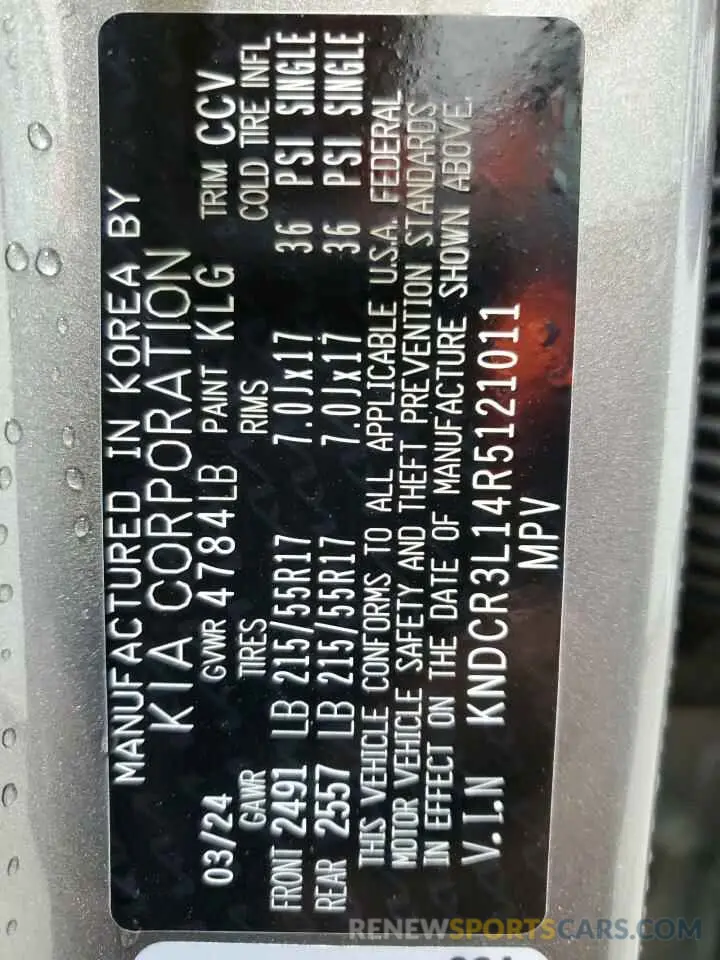 MANUFACTURED IN KOREA BY
KIA CORPORATION
03/24 GVWR 4784LB PAINT KLG TRIM CCV
GAWR TIRES RIMS COLD TIRE INFL
FRONT 2491 LB 215/55R17 7.0Jx17 36 PSI SINGLE
REAR 2557 LB 215/55R17 7.0Jx17 36 PSI SINGLE
THIS VEHICLE CONFORMS TO ALL APPLICABLE U.S.A. FEDERAL
MOTOR VEHICLE SAFETY AND THEFT PREVENTION STANDARDS
IN EFFECT ON THE DATE OF MANUFACTURE SHOWN ABOVE.
V.I.N KNDCR3L14R5121011
MPV
RENEWSPORTSCARS.COM